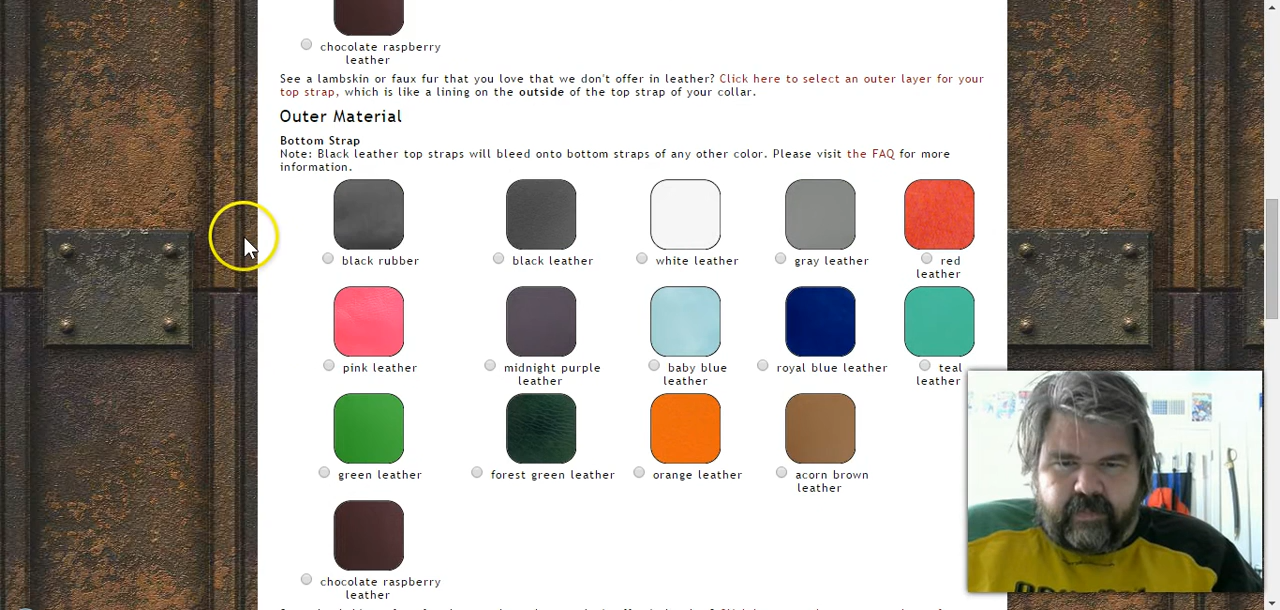 chocolate raspberry
leather
See a lambskin or faux fur that you love that we don't offer in leather? Click here to select an outer layer for your
top strap, which is like a lining on the outside of the top strap of your collar.
Outer Material
Bottom Strap
Note: Black leather top straps will bleed onto bottom straps of any other color. Please visit the FAQ for more
information.
black rubber
black leather
white leather
gray leather
red
leather
pink leather
midnight purple
leather
baby blue
leather
royal blue leather
teal
leather
green leather
forest green leather
orange leather
acorn brown
leather
chocolate raspberry
leather